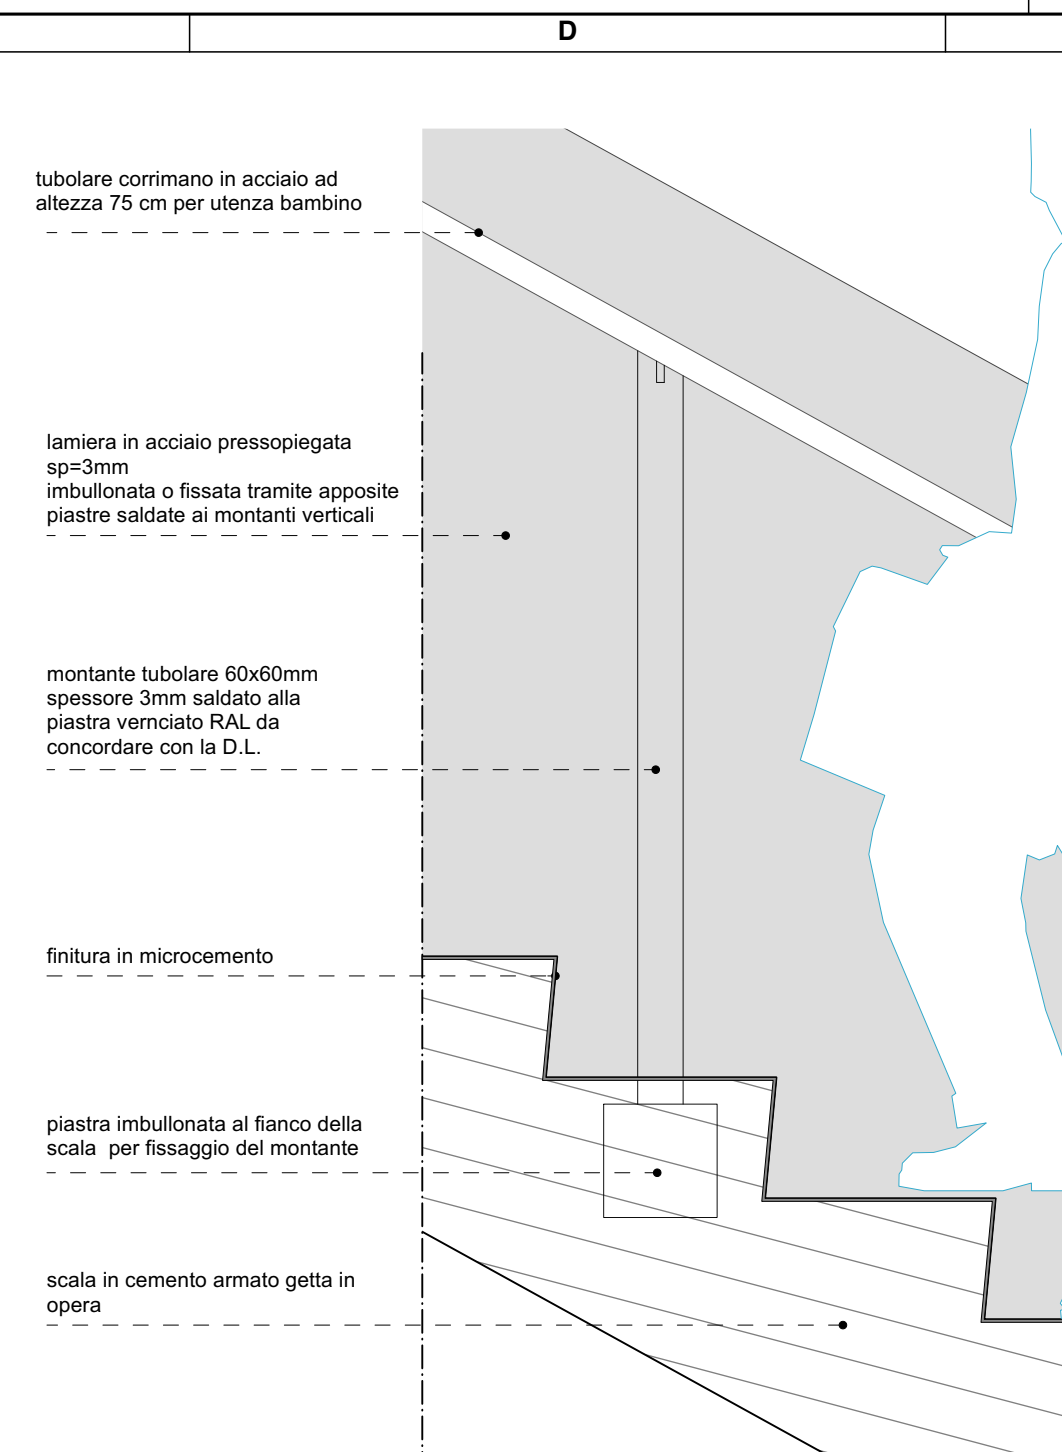 D
tubolare corrimano in acciaio ad
altezza 75 cm per utenza bambino
lamiera in acciaio pressopiegata
sp=3mm
imbullonata o fissata tramite apposite
piastre saldate ai montanti verticali
montante tubolare 60x60mm
spessore 3mm saldato alla
piastra vernciato RAL da
concordare con la D.L.
finitura in microcemento
piastra imbullonata al fianco della
scala  per fissaggio del montante
scala in cemento armato getta in
opera